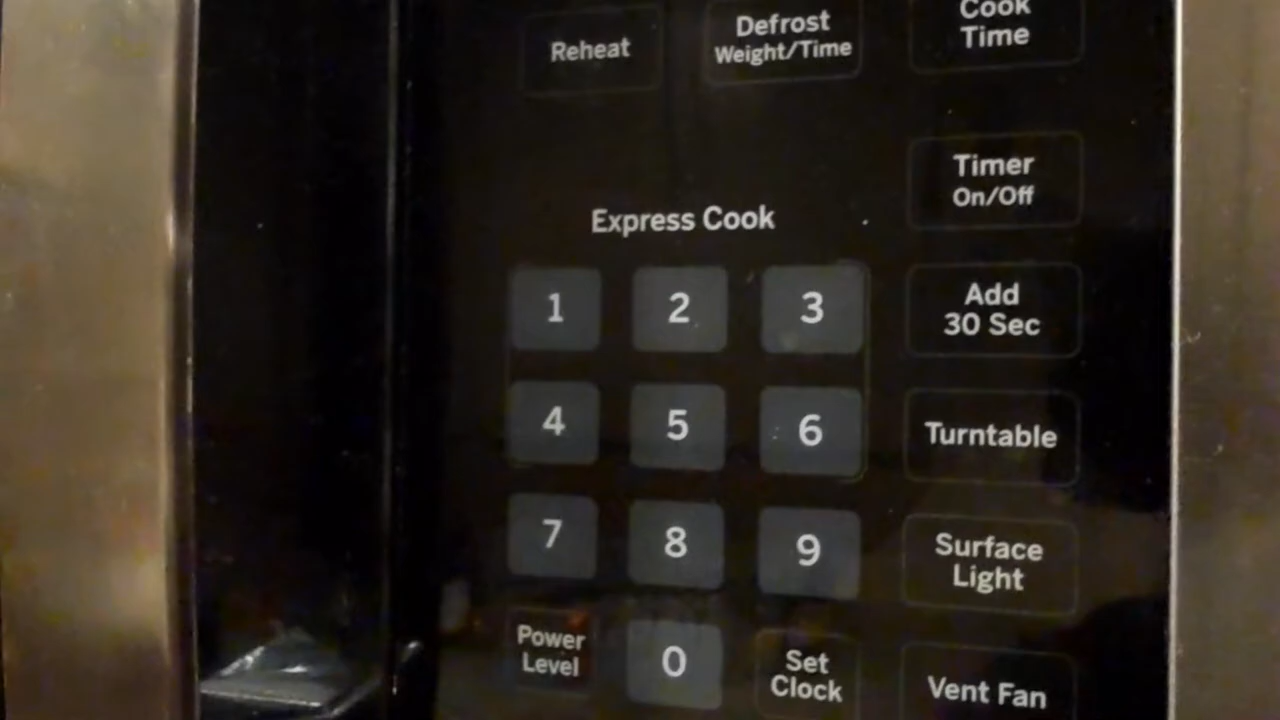 Reheat
Defrost
Weight/Time
Cook
Time
Timer
On/Off
Express Cook
1 2 3
Add
30 Sec
4 5 6
Turntable
7 8 9
Surface
Light
Power
Level
0
Set
Clock
Vent Fan